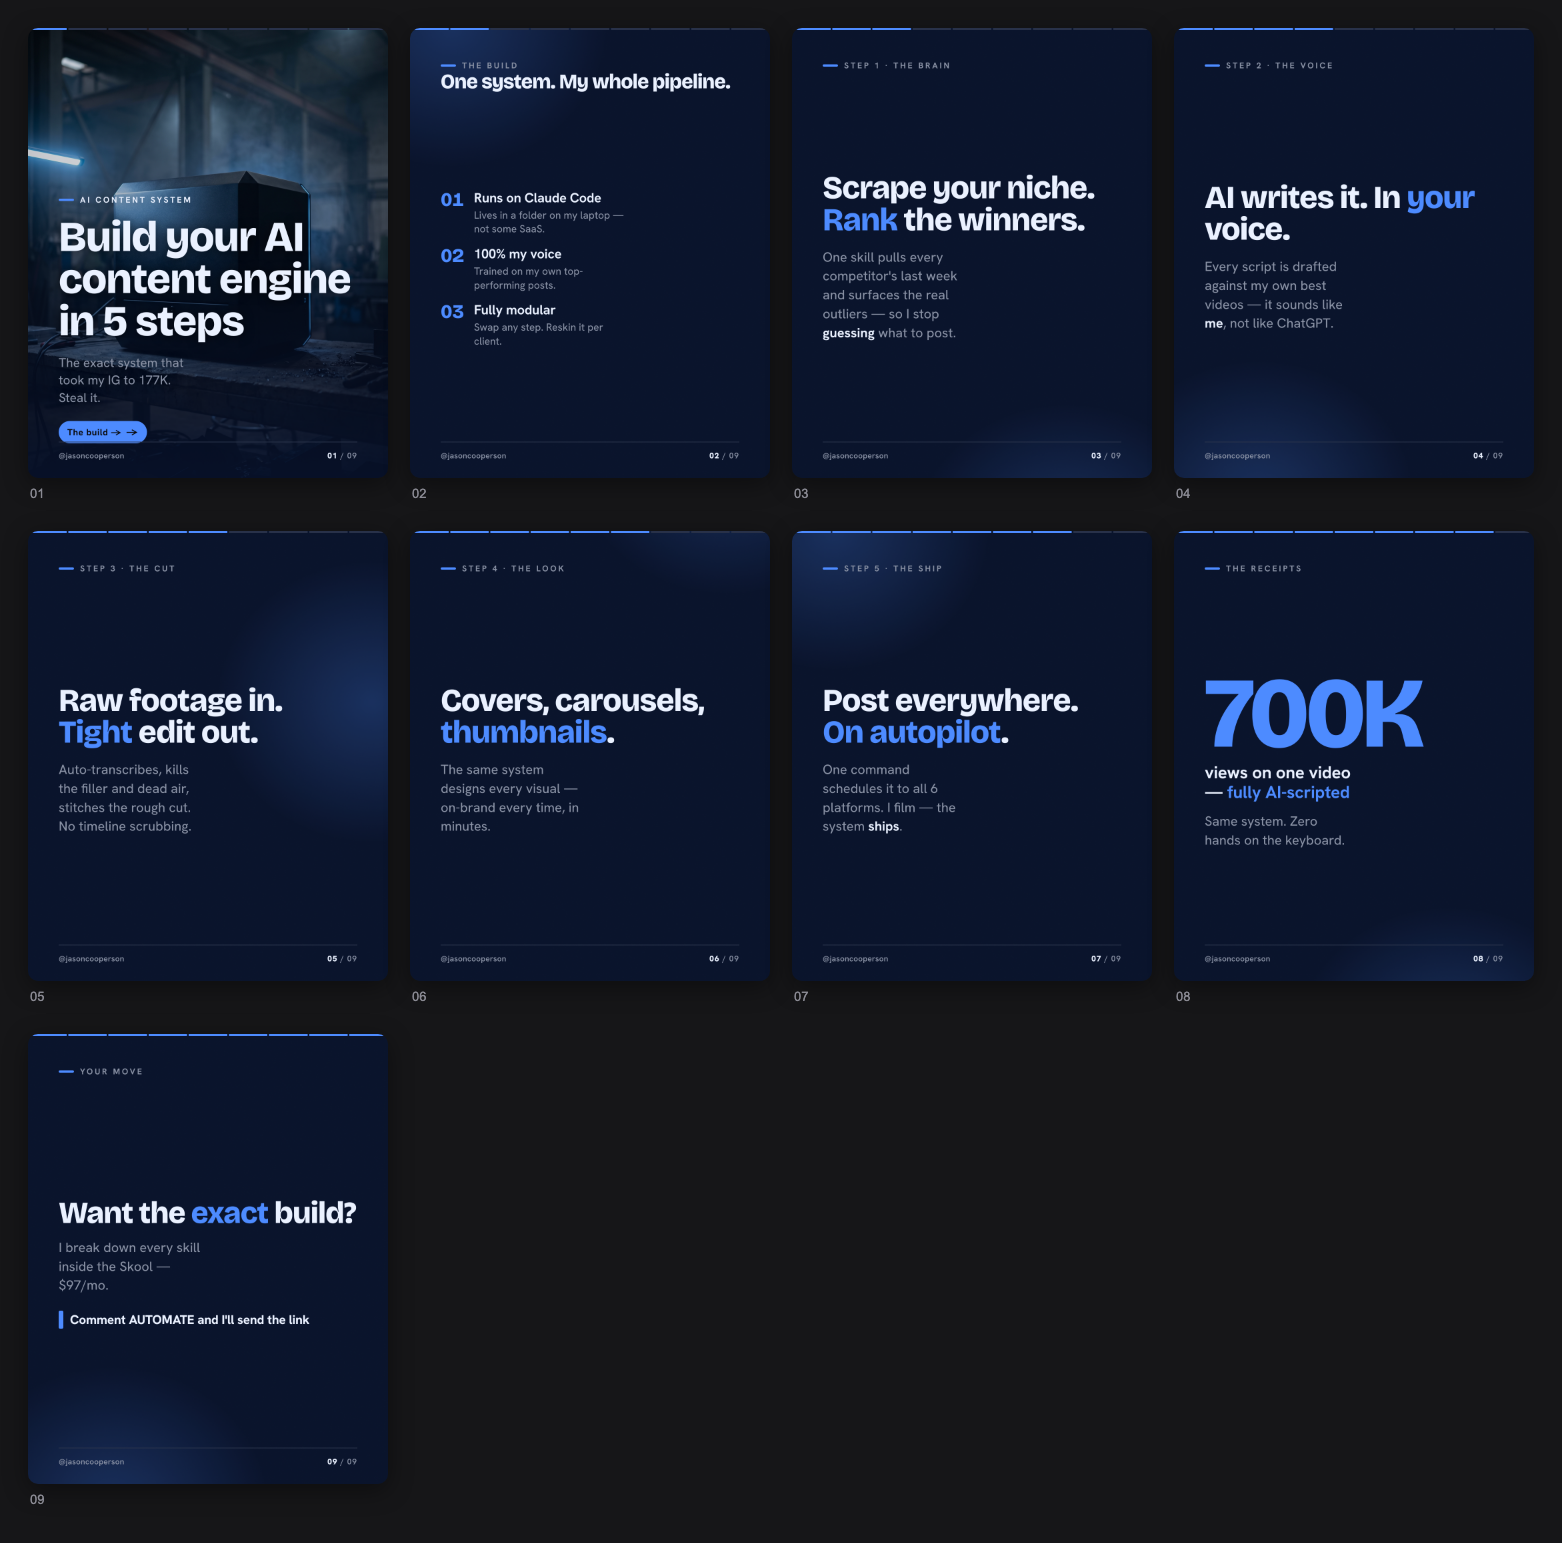 AI CONTENT SYSTEM
Build your AI
content engine
in 5 steps
The exact system that
took my IG to 177K.
Steal it.
The build → →
@jasoncooperson
01 / 09
01
THE BUILD
One system. My whole pipeline.
01 Runs on Claude Code
Lives in a folder on my laptop —
not some SaaS.
02 100% my voice
Trained on my own top-
performing posts.
03 Fully modular
Swap any step. Reskin it per
client.
@jasoncooperson
02 / 09
02
STEP 1 · THE BRAIN
Scrape your niche.
Rank the winners.
One skill pulls every
competitor's last week
and surfaces the real
outliers — so I stop
guessing what to post.
@jasoncooperson
03 / 09
03
STEP 2 · THE VOICE
AI writes it. In your
voice.
Every script is drafted
against my own best
videos — it sounds like
me, not like ChatGPT.
@jasoncooperson
04 / 09
04
STEP 3 · THE CUT
Raw footage in.
Tight edit out.
Auto-transcribes, kills
the filler and dead air,
stitches the rough cut.
No timeline scrubbing.
@jasoncooperson
05 / 09
05
STEP 4 · THE LOOK
Covers, carousels,
thumbnails.
The same system
designs every visual —
on-brand every time, in
minutes.
@jasoncooperson
06 / 09
06
STEP 5 · THE SHIP
Post everywhere.
On autopilot.
One command
schedules it to all 6
platforms. I film — the
system ships.
@jasoncooperson
07 / 09
07
THE RECEIPTS
700K
views on one video
— fully AI-scripted
Same system. Zero
hands on the keyboard.
@jasoncooperson
08 / 09
08
YOUR MOVE
Want the exact build?
I break down every skill
inside the Skool —
$97/mo.
Comment AUTOMATE and I'll send the link
@jasoncooperson
09 / 09
09